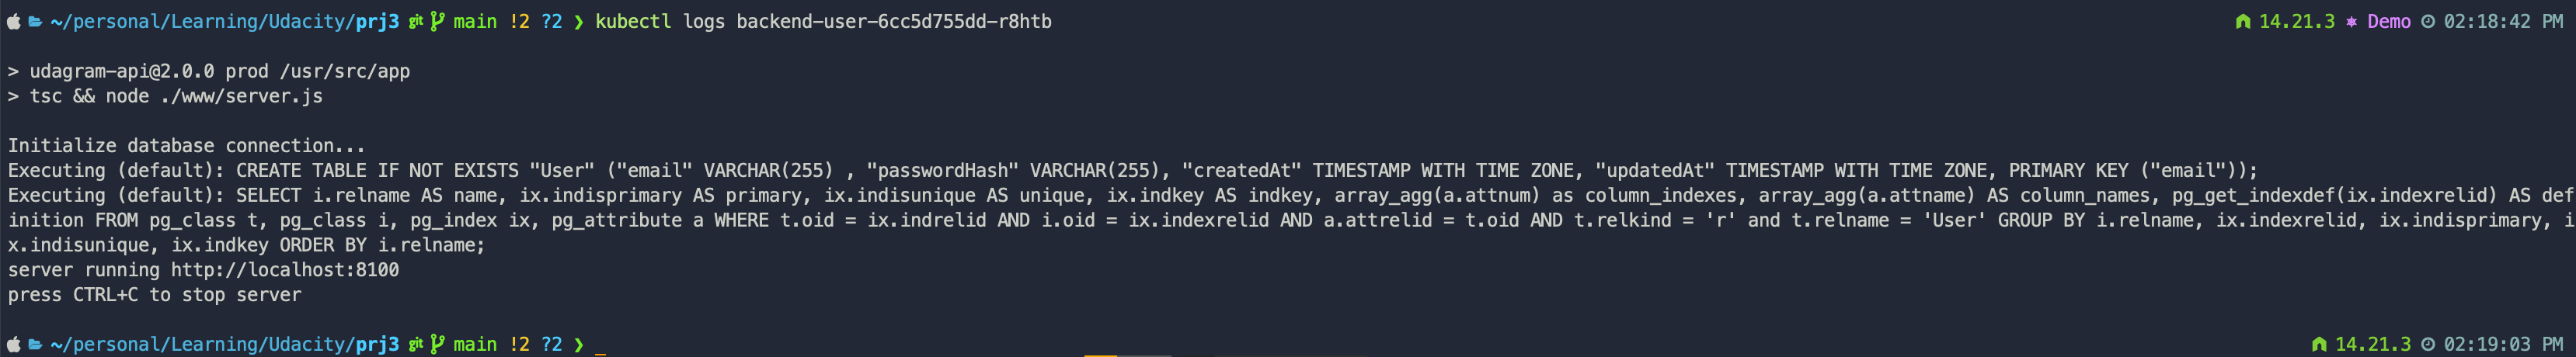 ~/personal/Learning/Udacity/prj3 git main !2 ?2 ❯ kubectl logs backend-user-6cc5d755dd-r8htb 14.21.3 Demo 02:18:42 PM
> udagram-api@2.0.0 prod /usr/src/app
> tsc && node ./www/server.js
Initialize database connection...
Executing (default): CREATE TABLE IF NOT EXISTS "User" ("email" VARCHAR(255) , "passwordHash" VARCHAR(255), "createdAt" TIMESTAMP WITH TIME ZONE, "updatedAt" TIMESTAMP WITH TIME ZONE, PRIMARY KEY ("email"));
Executing (default): SELECT i.relname AS name, ix.indisprimary AS primary, ix.indisunique AS unique, ix.indkey AS indkey, array_agg(a.attnum) as column_indexes, array_agg(a.attname) AS column_names, pg_get_indexdef(ix.indexrelid) AS def
inition FROM pg_class t, pg_class i, pg_index ix, pg_attribute a WHERE t.oid = ix.indrelid AND i.oid = ix.indexrelid AND a.attrelid = t.oid AND t.relkind = 'r' and t.relname = 'User' GROUP BY i.relname, ix.indexrelid, ix.indisprimary, i
x.indisunique, ix.indkey ORDER BY i.relname;
server running http://localhost:8100
press CTRL+C to stop server
~/personal/Learning/Udacity/prj3 git main !2 ?2 ❯ 14.21.3 02:19:03 PM